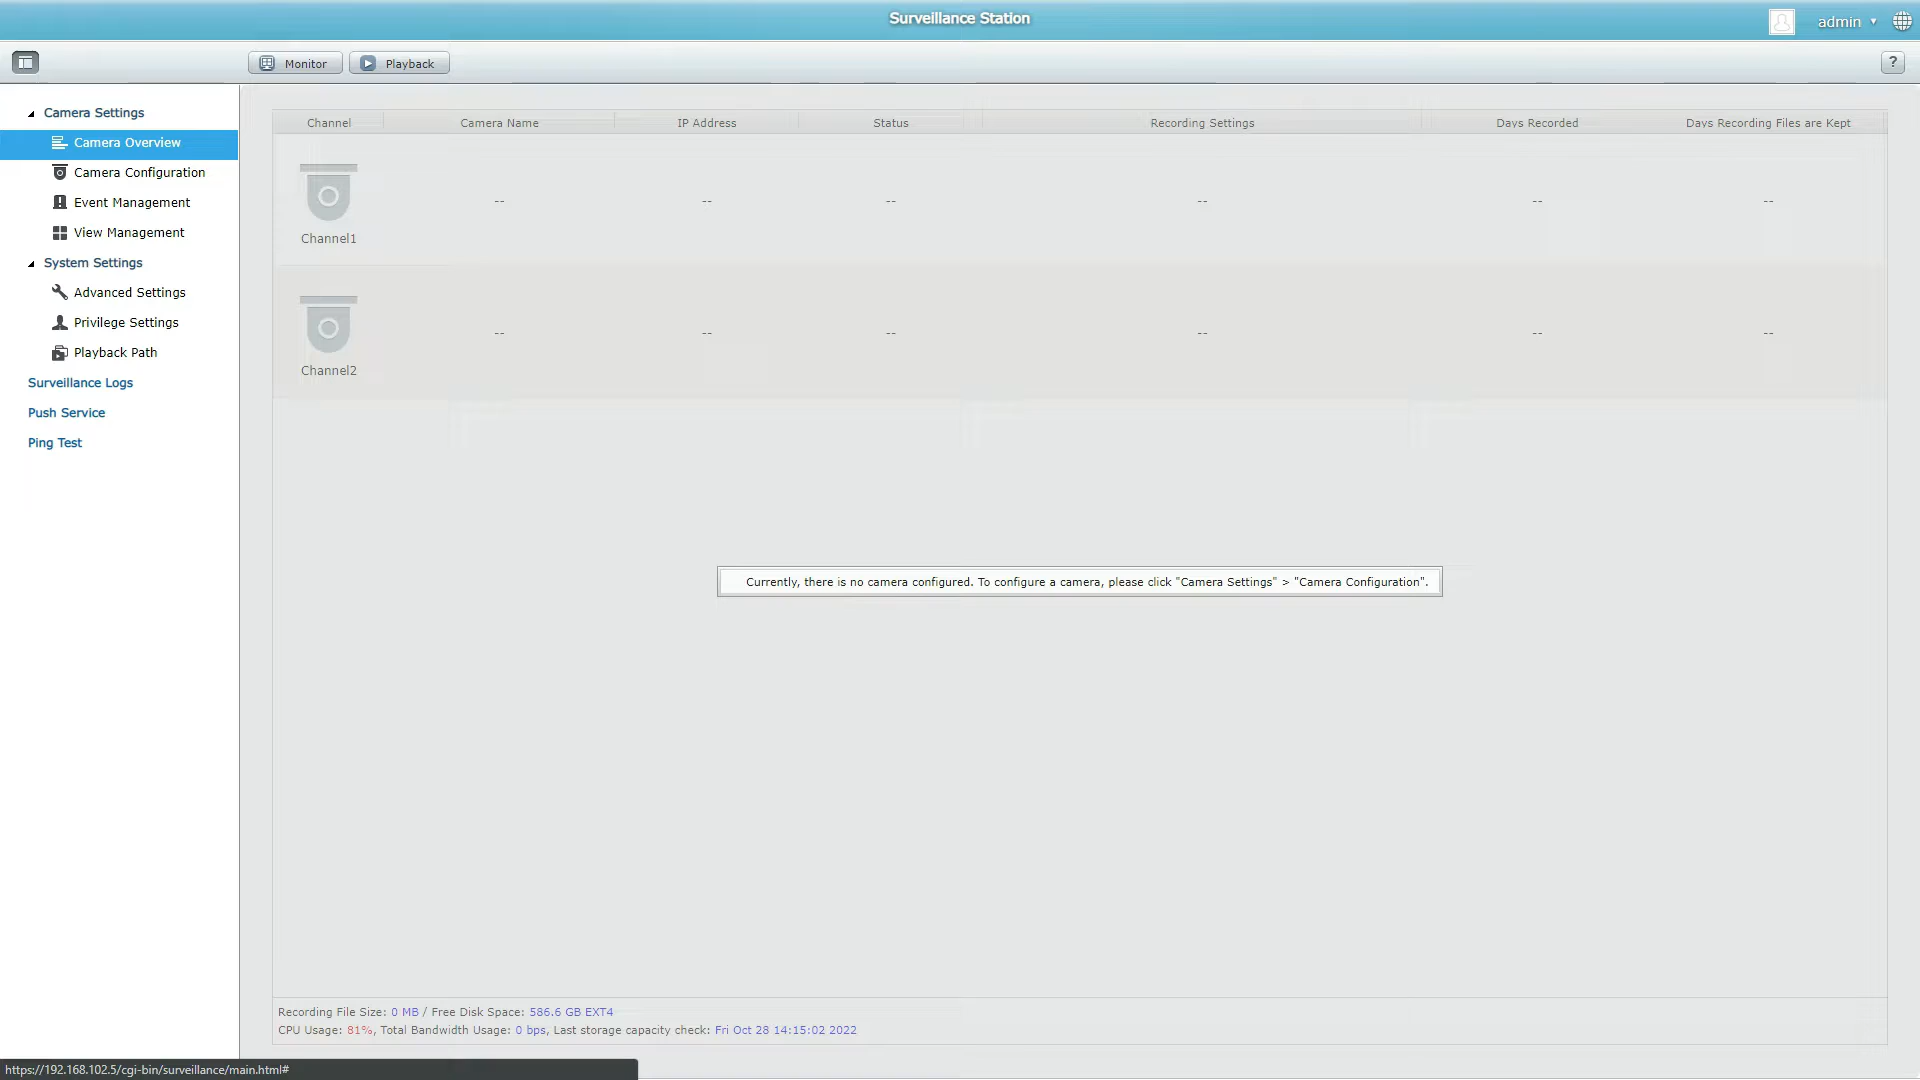 Surveillance Station
admin
Monitor
Playback
?
Camera Settings
Camera Overview
Camera Configuration
Event Management
View Management
System Settings
Advanced Settings
Privilege Settings
Playback Path
Surveillance Logs
Push Service
Ping Test
Channel Camera Name IP Address Status Recording Settings Days Recorded Days Recording Files are Kept
-- -- -- -- -- --
Channel1
-- -- -- -- -- --
Channel2
Currently, there is no camera configured. To configure a camera, please click "Camera Settings" > "Camera Configuration".
Recording File Size: 0 MB / Free Disk Space: 586.6 GB EXT4
CPU Usage: 81%, Total Bandwidth Usage: 0 bps, Last storage capacity check: Fri Oct 28 14:15:02 2022
https://192.168.102.5/cgi-bin/surveillance/main.html#